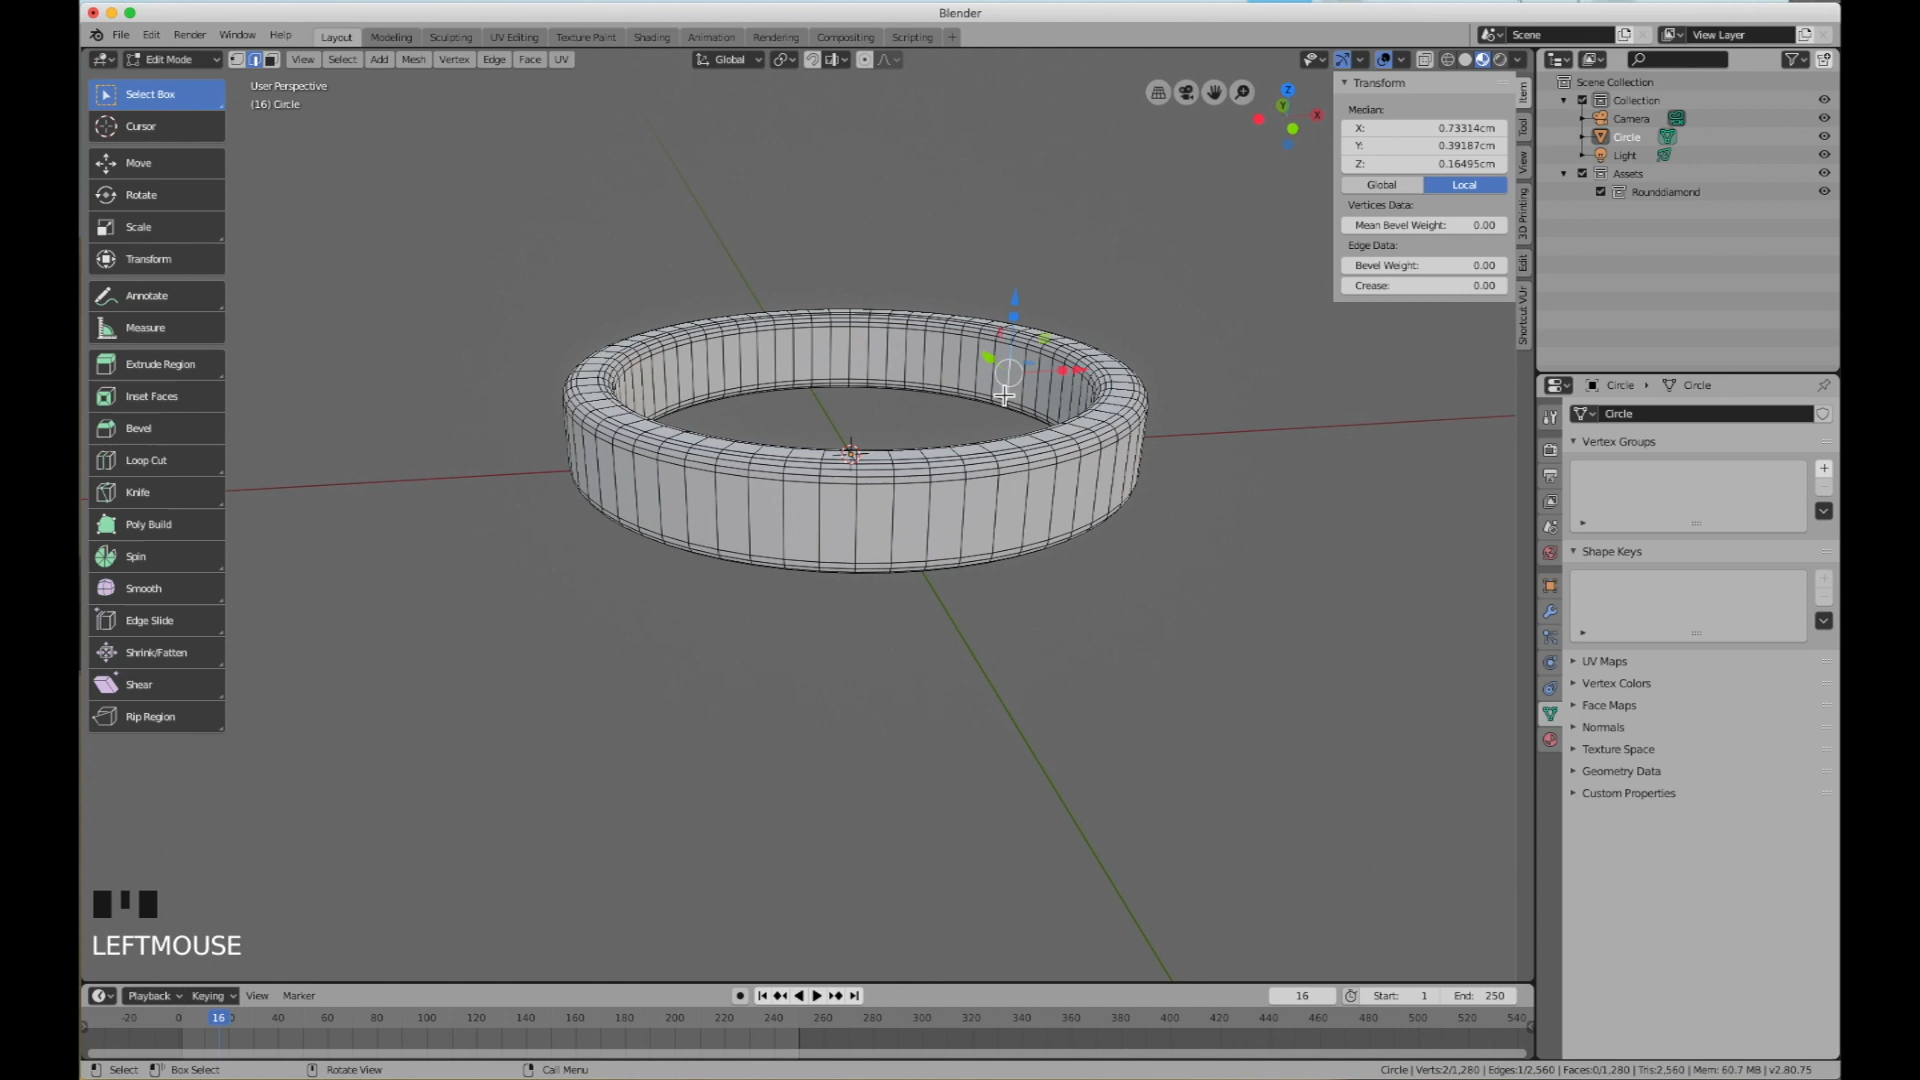 Blender
File Edit Render Window Help Layout Modeling Sculpting UV Editing Texture Paint Shading Animation Rendering Compositing Scripting +
Scene View Layer
Edit Mode View Select Add Mesh Vertex Edge Face UV Global
Select Box
Cursor
Move
Rotate
Scale
Transform
Annotate
Measure
Extrude Region
Inset Faces
Bevel
Loop Cut
Knife
Poly Build
Spin
Smooth
Edge Slide
Shrink/Fatten
Shear
Rip Region
User Perspective
(16) Circle
Z
Y
X
Transform
Median:
X: 0.73314cm
Y: 0.39187cm
Z: 0.16495cm
Global Local
Vertices Data:
Mean Bevel Weight: 0.00
Edge Data:
Bevel Weight: 0.00
Crease: 0.00
Item
Tool
View
3D Printing
Edit
Shortcut VUr
Scene Collection
Collection
Camera
Circle
Light
Assets
Rounddiamond
Circle Circle
Circle
Vertex Groups
Shape Keys
UV Maps
Vertex Colors
Face Maps
Normals
Texture Space
Geometry Data
Custom Properties
LEFTMOUSE
Playback Keying View Marker 16 Start: 1 End: 250
-20 0 16 40 60 80 100 120 140 160 180 200 220 240 260 280 300 320 340 360 380 400 420 440 460 480 500 520 540
Select Box Select Rotate View Call Menu Circle | Verts:2/1,280 | Edges:1/2,560 | Faces:0/1,280 | Tris:2,560 | Mem: 60.7 MB | v2.80.75